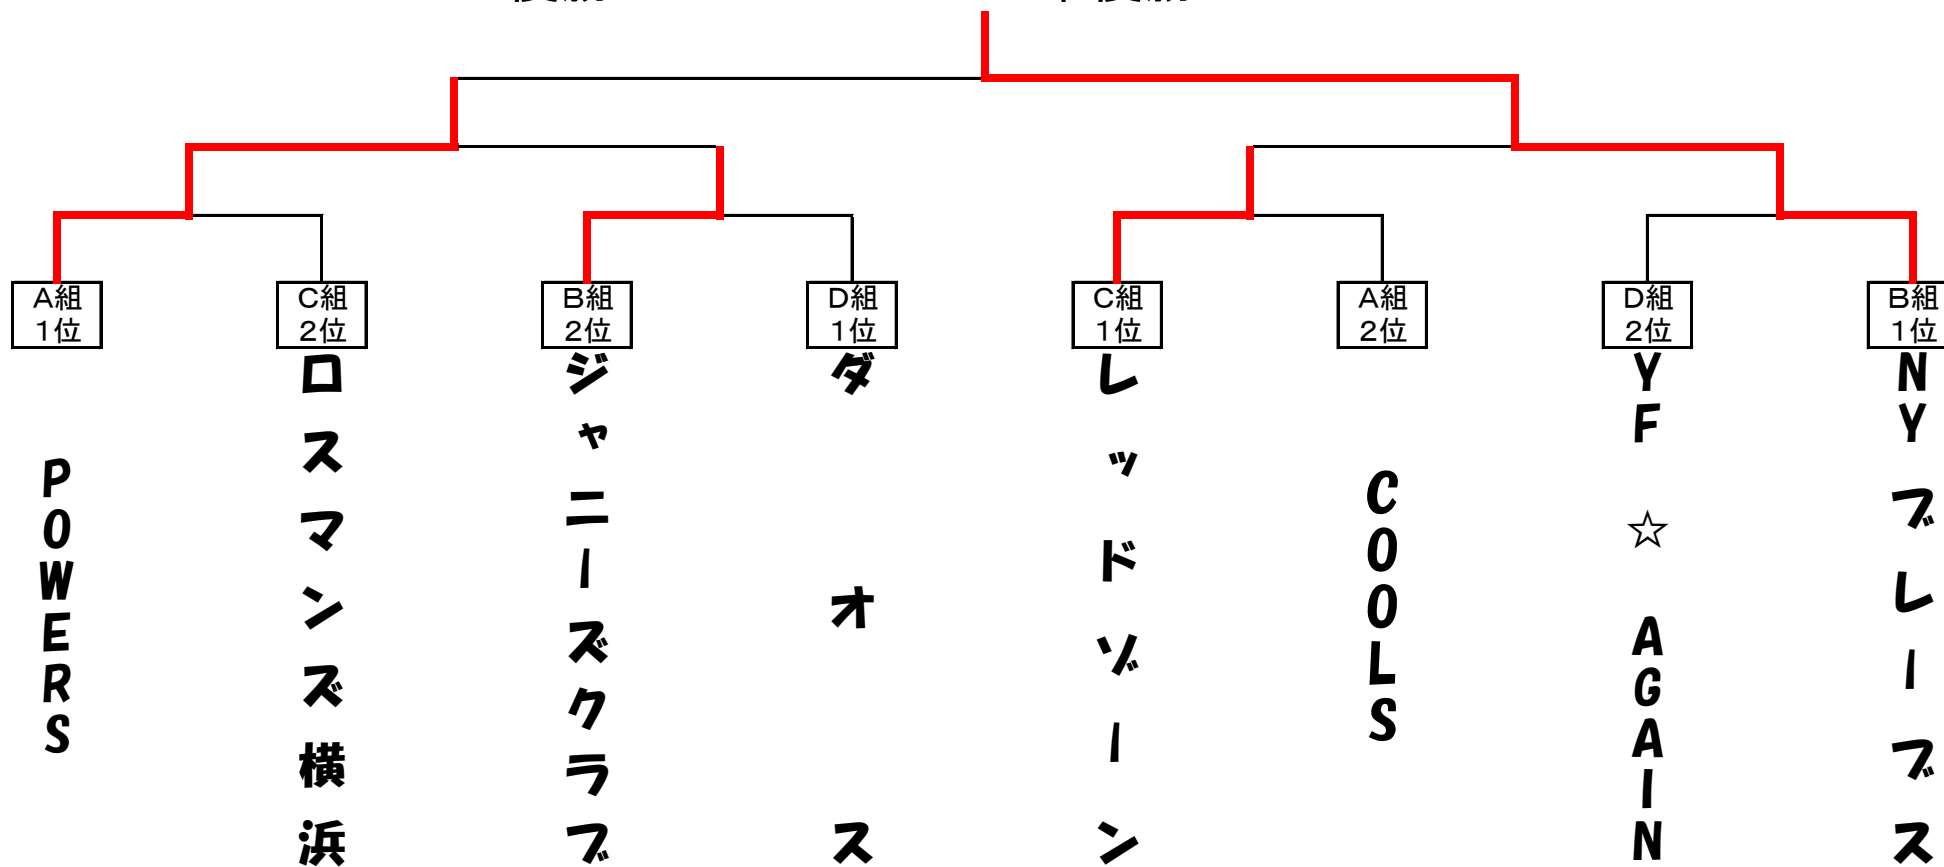 A組
1位
C組
2位
B組
2位
D組
1位
C組
1位
A組
2位
D組
2位
B組
1位
POWERS
ロスマンズ横浜
ジャニーズクラブ
ダオス
レッドゾーン
COOLS
YF ☆ AGAIN
NYブレーブス